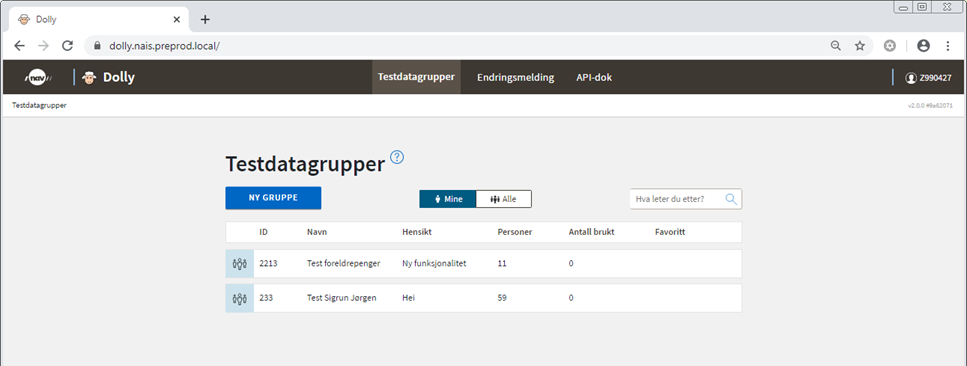 Dolly
dolly.nais.preprod.local/
nav Dolly Testdatagrupper Endringsmelding API-dok Z990427
Testdatagrupper v2.0.0 #9a62071
Testdatagrupper ?
NY GRUPPE Mine Alle Hva leter du etter?
ID Navn Hensikt Personer Antall brukt Favoritt
2213 Test foreldrepenger Ny funksjonalitet 11 0
233 Test Sigrun Jørgen Hei 59 0